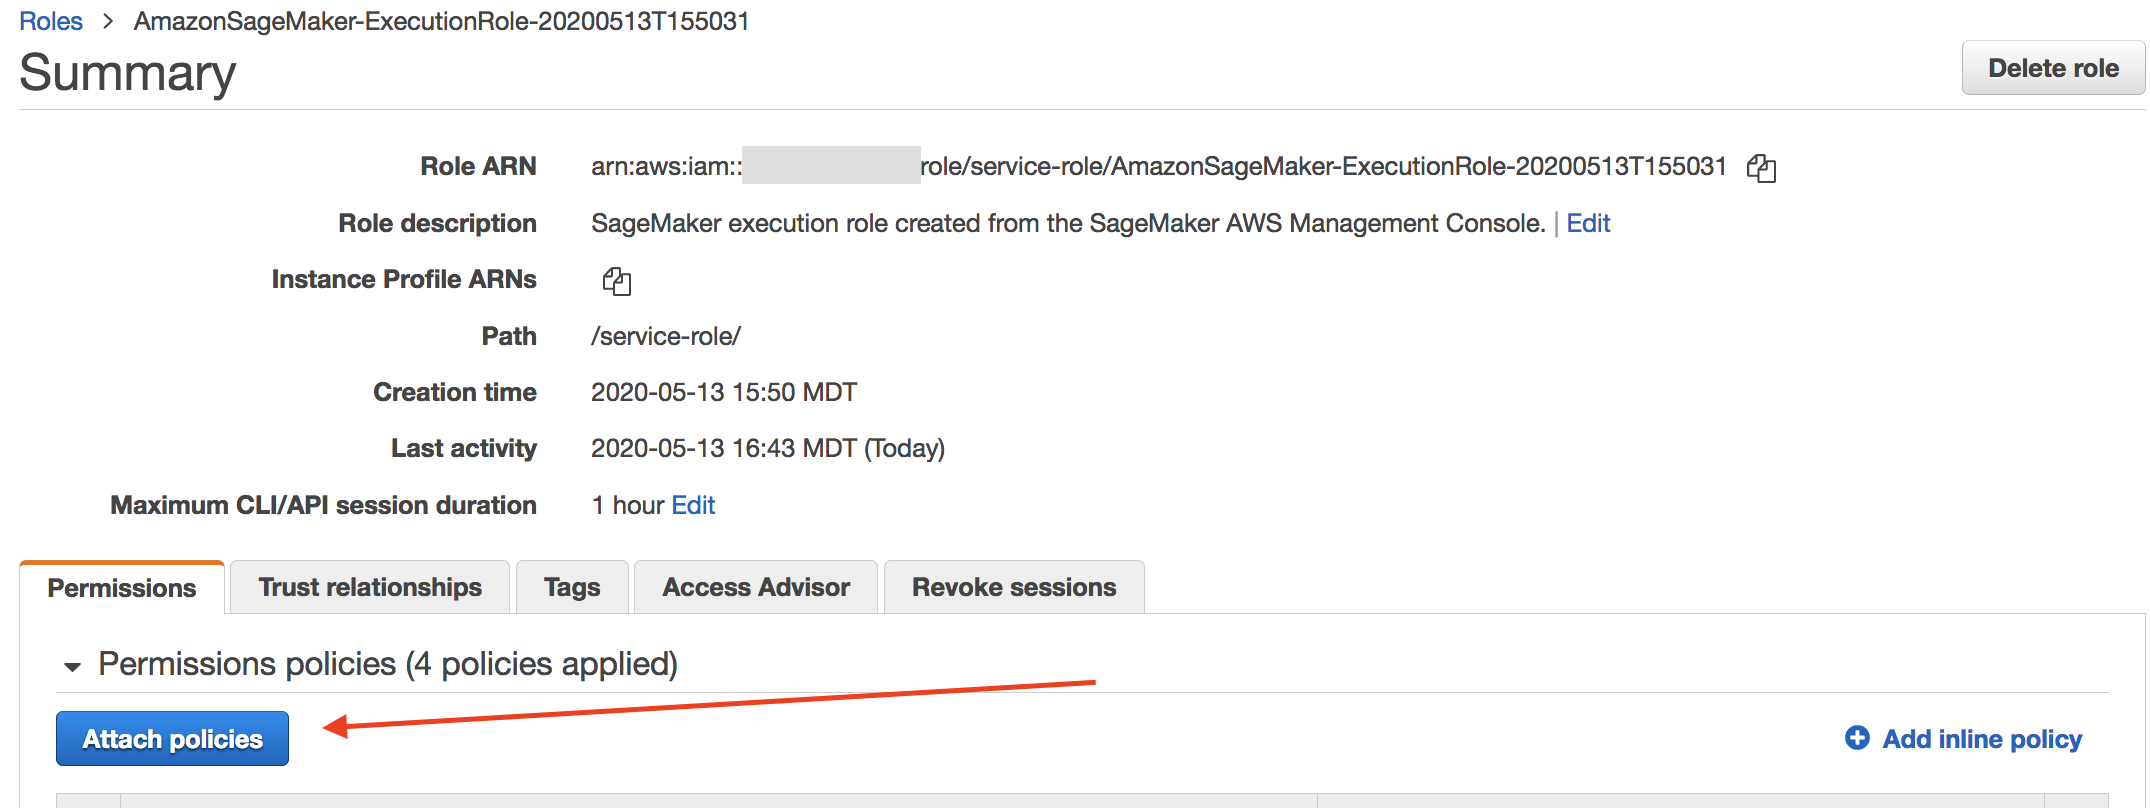 Roles > AmazonSageMaker-ExecutionRole-20200513T155031
Summary
Delete role
Role ARN arn:aws:iam:: role/service-role/AmazonSageMaker-ExecutionRole-20200513T155031
Role description SageMaker execution role created from the SageMaker AWS Management Console. | Edit
Instance Profile ARNs
Path /service-role/
Creation time 2020-05-13 15:50 MDT
Last activity 2020-05-13 16:43 MDT (Today)
Maximum CLI/API session duration 1 hour Edit
Permissions Trust relationships Tags Access Advisor Revoke sessions
Permissions policies (4 policies applied)
Attach policies Add inline policy